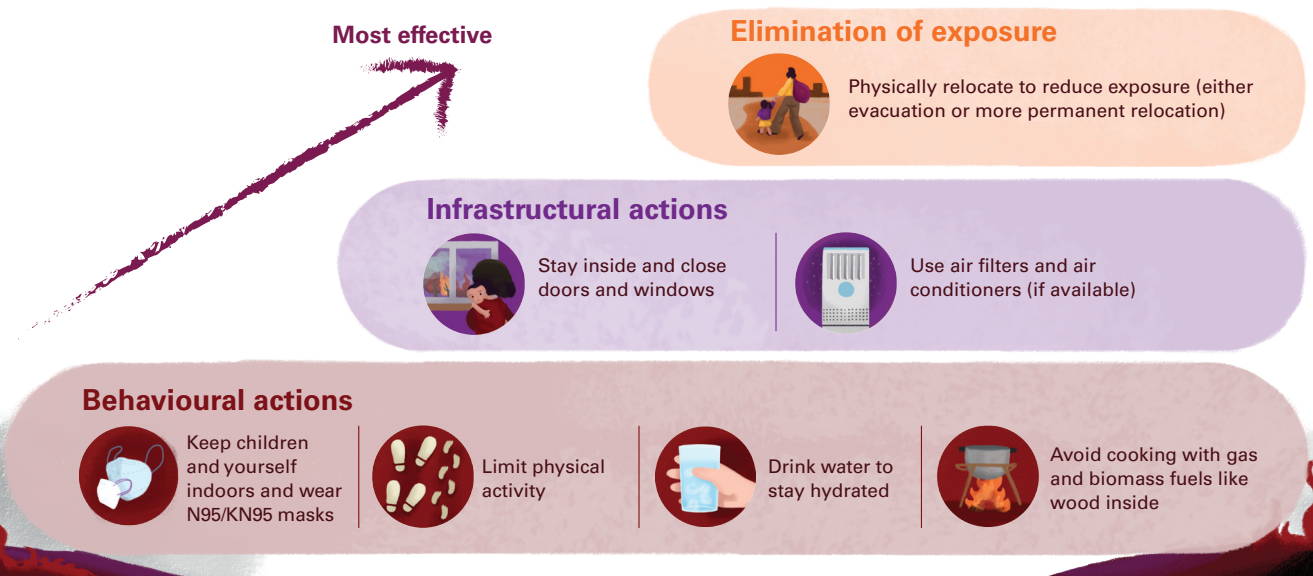 Most effective
Elimination of exposure
Physically relocate to reduce exposure (either
evacuation or more permanent relocation)
Infrastructural actions
Stay inside and close
doors and windows
Use air filters and air
conditioners (if available)
Behavioural actions
Keep children
and yourself
indoors and wear
N95/KN95 masks
Limit physical
activity
Drink water to
stay hydrated
Avoid cooking with gas
and biomass fuels like
wood inside